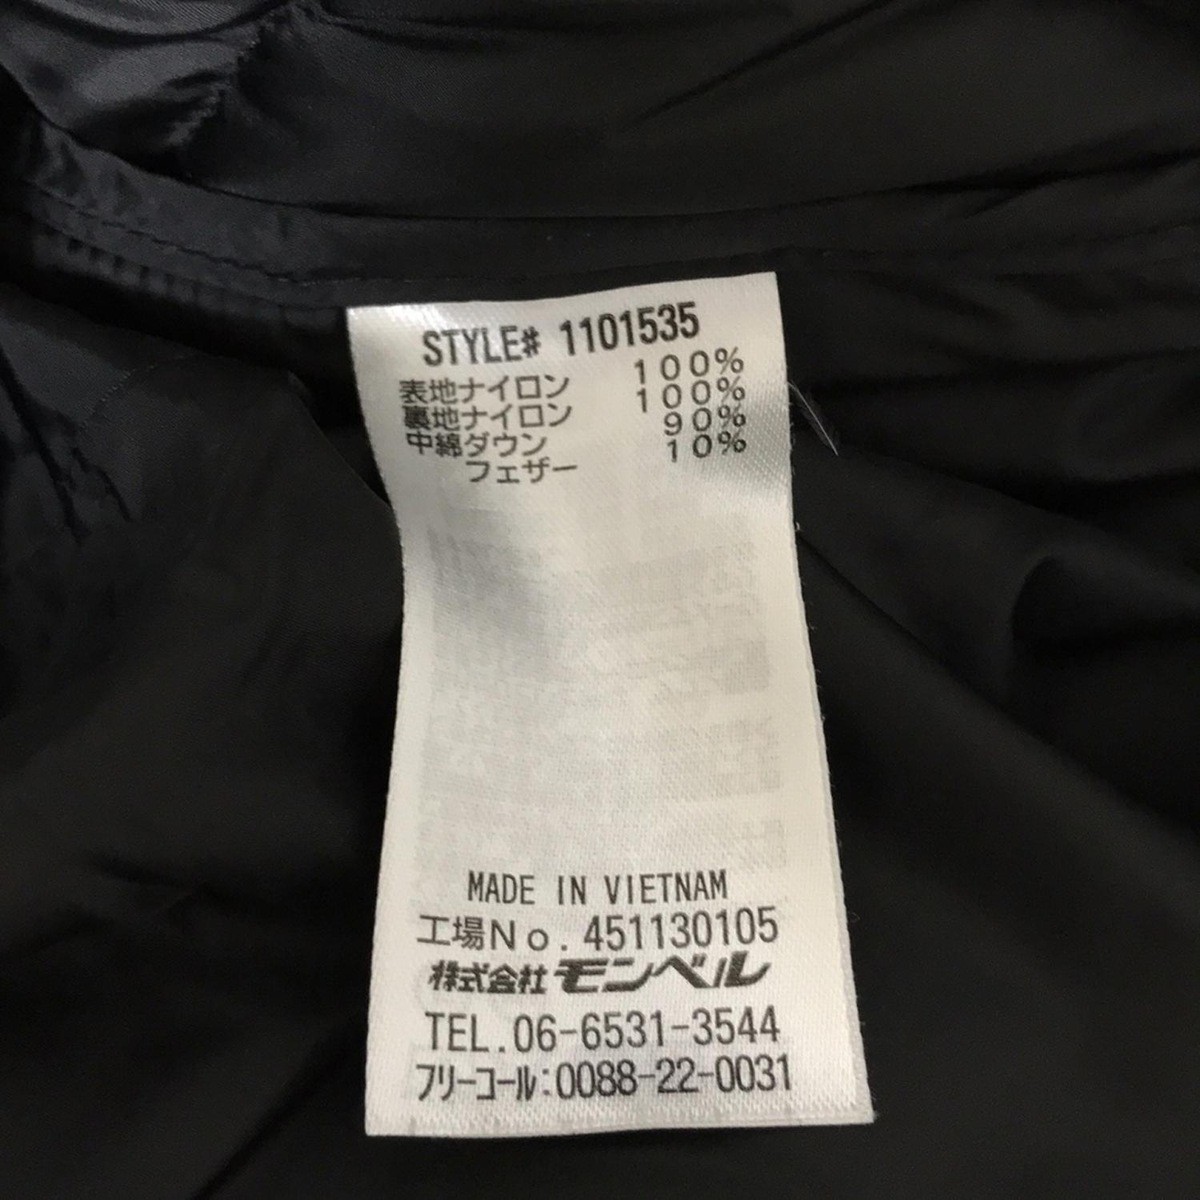 STYLE# 1101535
表地ナイロン 100%
裏地ナイロン 100%
中綿ダウン 90%
フェザー 10%
MADE IN VIETNAM
工場No. 451130105
株式会社 モンベル
TEL.06-6531-3544
フリーコール:0088-22-0031